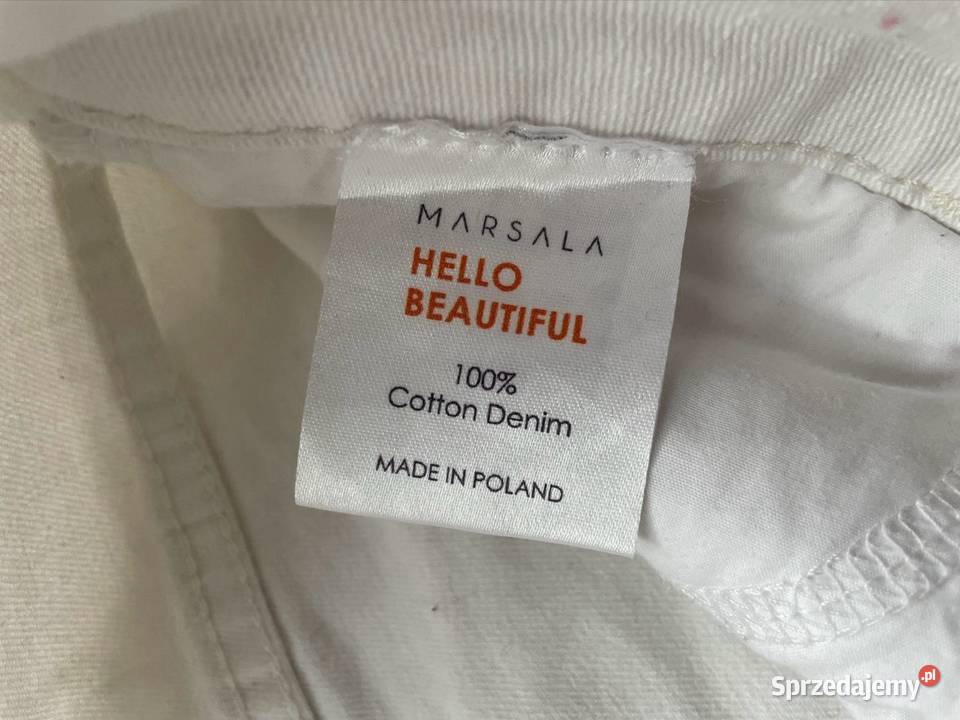 MARSALA
HELLO
BEAUTIFUL
100%
Cotton Denim
MADE IN POLAND
Sprzedajemy.pl